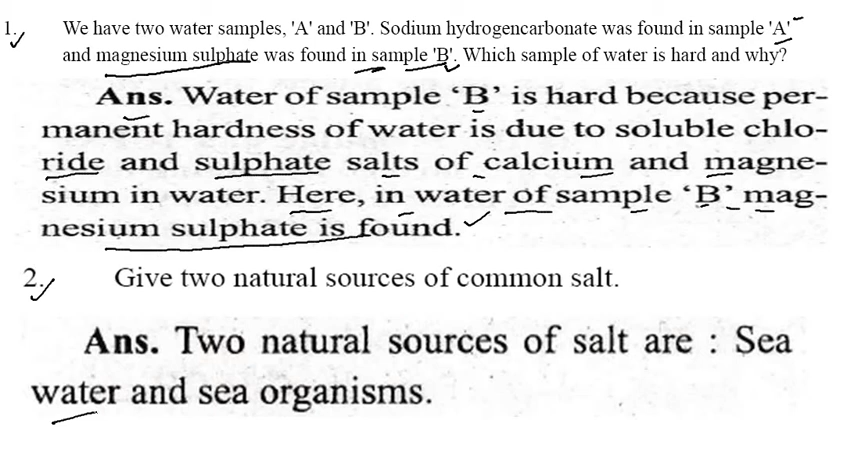 1. We have two water samples, 'A' and 'B'. Sodium hydrogencarbonate was found in sample 'A'
and magnesium sulphate was found in sample 'B'. Which sample of water is hard and why?
Ans. Water of sample ‘B’ is hard because per-
manent hardness of water is due to soluble chlo-
ride and sulphate salts of calcium and magne-
sium in water. Here, in water of sample ‘B’ mag-
nesium sulphate is found.
2. Give two natural sources of common salt.
Ans. Two natural sources of salt are : Sea
water and sea organisms.